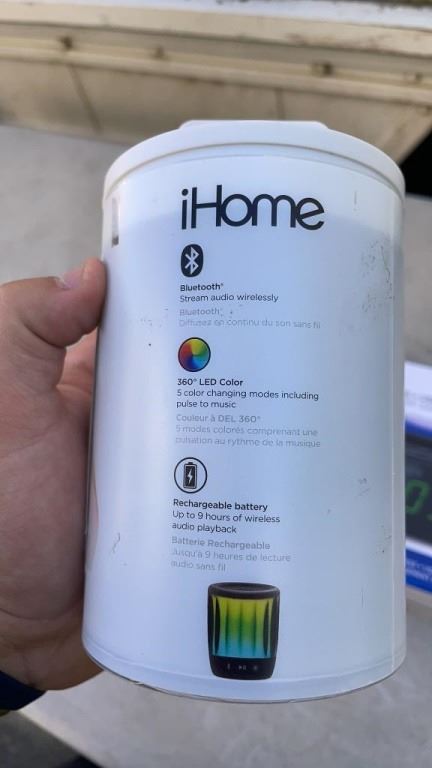 iHome
Bluetooth®
Stream audio wirelessly
Bluetooth
Diffusez en continu du son sans fil
360° LED Color
5 color changing modes including
pulse to music
Couleur à DEL 360°
5 modes colorés comprenant une
pulsation au rythme de la musique
Rechargeable battery
Up to 9 hours of wireless
audio playback
Batterie Rechargeable
Jusqu'à 9 heures de lecture
audio sans fil